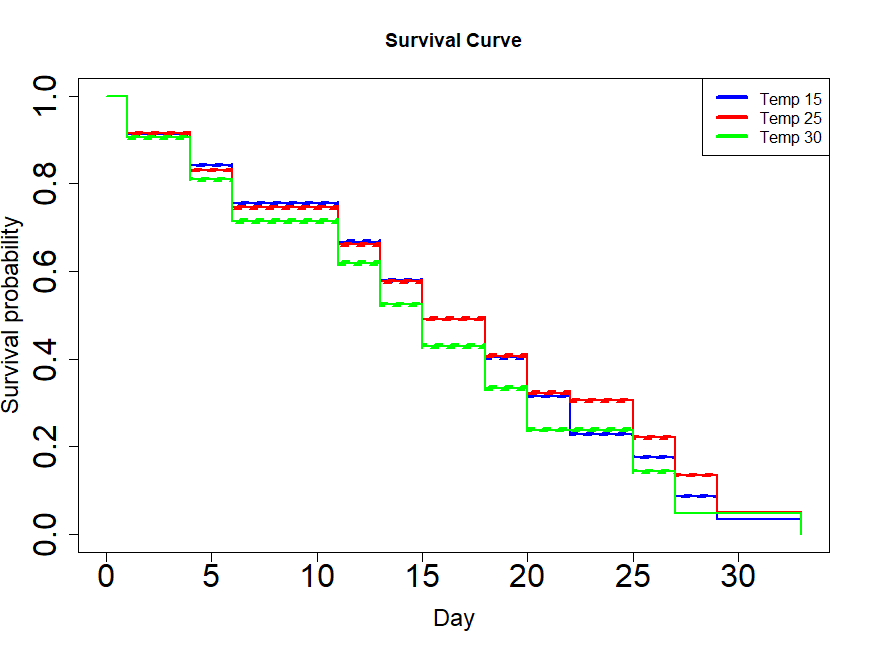 Survival Curve
Temp 15
Temp 25
Temp 30
Survival probability
1.0
0.8
0.6
0.4
0.2
0.0
0 5 10 15 20 25 30
Day